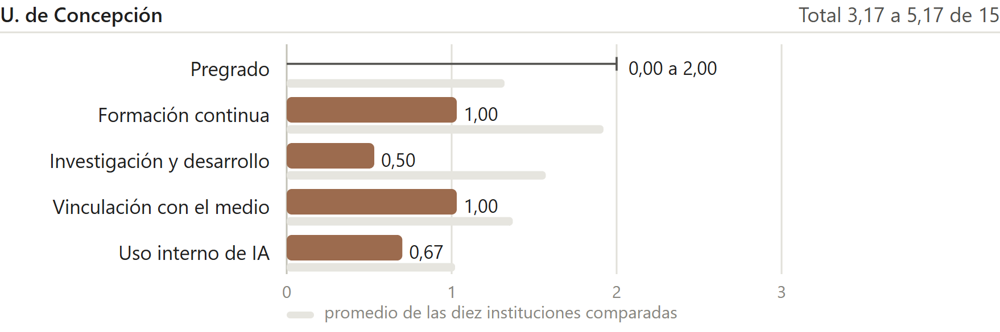 U. de Concepción
Total 3,17 a 5,17 de 15
Pregrado 0,00 a 2,00
Formación continua 1,00
Investigación y desarrollo 0,50
Vinculación con el medio 1,00
Uso interno de IA 0,67
0 1 2 3
promedio de las diez instituciones comparadas